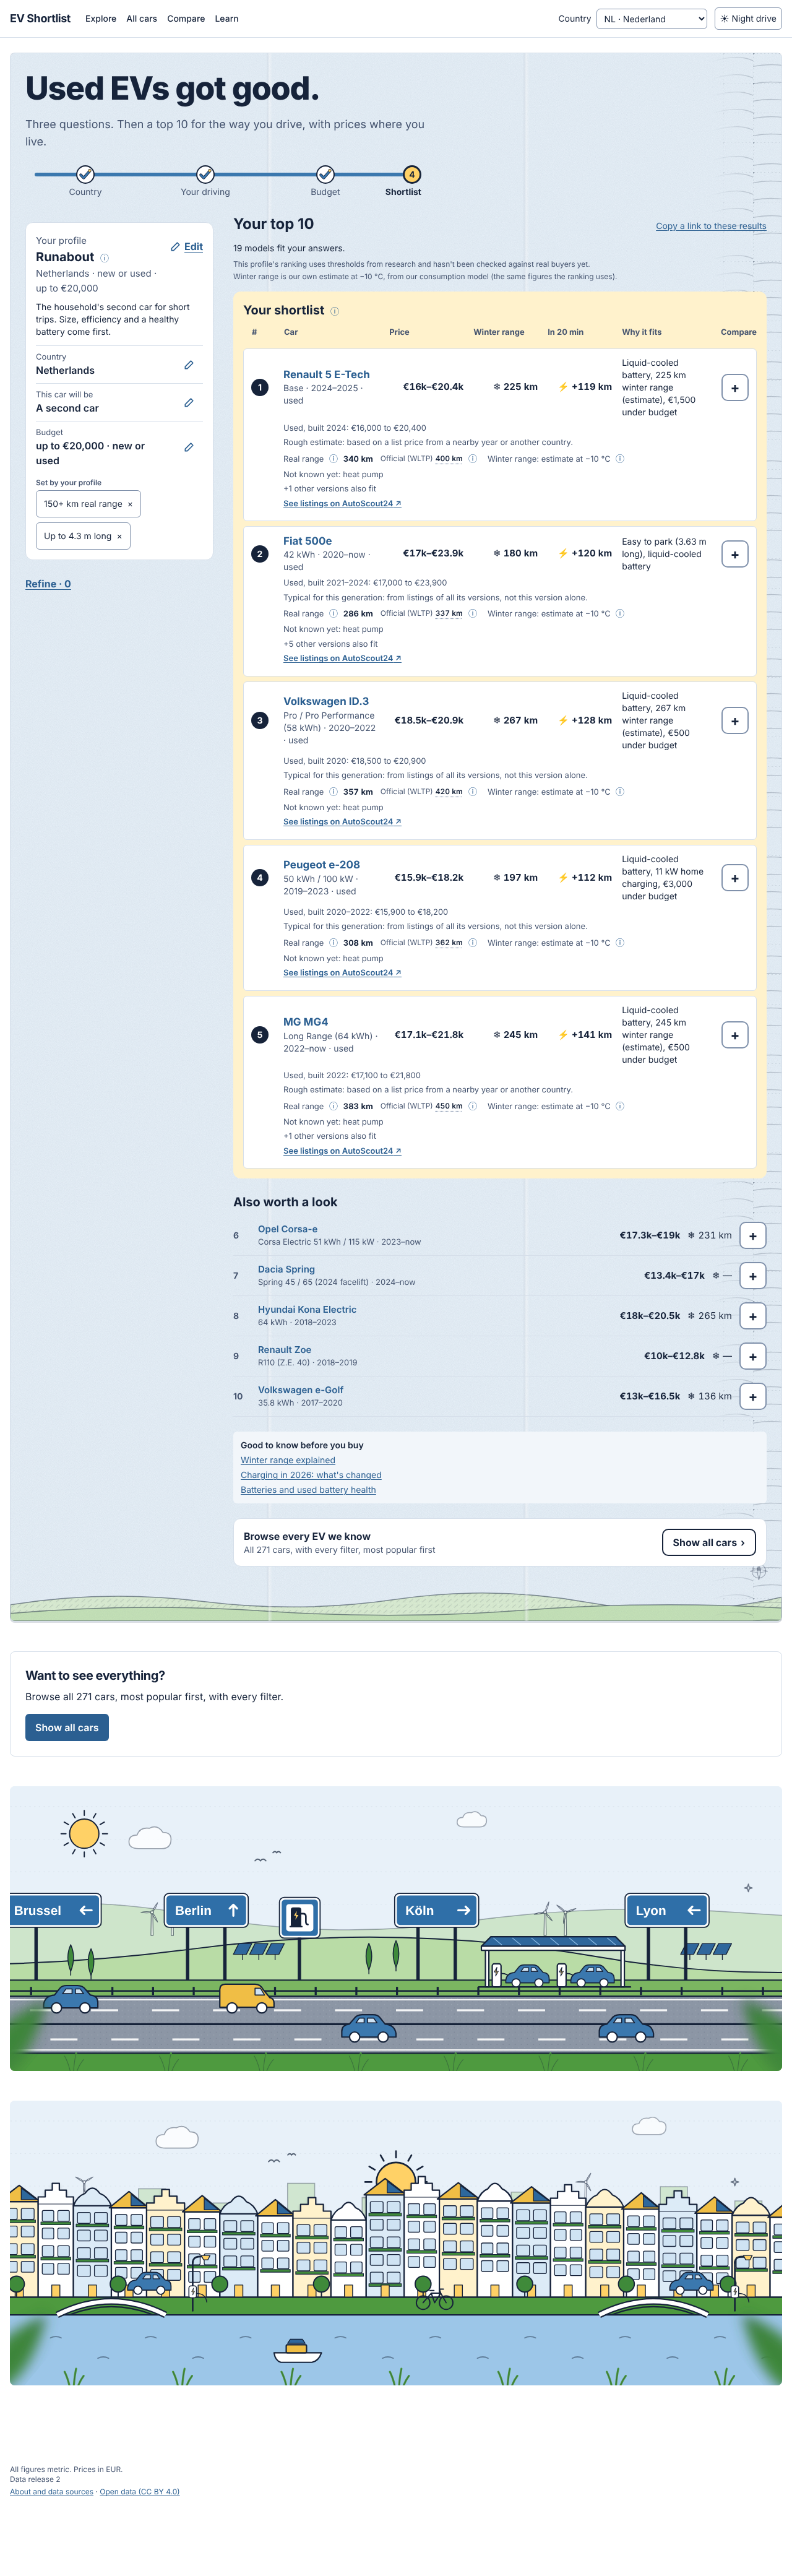 EV Shortlist
Explore
All cars
Compare
Learn
Country
NL · Nederland
☀ Night drive
Used EVs got good.
Three questions. Then a top 10 for the way you drive, with prices where you
live.
4
Country
Your driving
Budget
Shortlist
Your profile
Edit
Runabout ⓘ
Netherlands · new or used ·
up to €20,000
The household's second car for short
trips. Size, efficiency and a healthy
battery come first.
Country
Netherlands
This car will be
A second car
Budget
up to €20,000 · new or
used
Set by your profile
150+ km real range ×
Up to 4.3 m long ×
Refine · 0
Your top 10
Copy a link to these results
19 models fit your answers.
This profile's ranking uses thresholds from research and hasn't been checked against real buyers yet.
Winter range is our own estimate at −10 °C, from our consumption model (the same figures the ranking uses).
Your shortlist ⓘ
# Car Price Winter range In 20 min Why it fits Compare
1
Renault 5 E-Tech
Base · 2024–2025 ·
used
€16k–€20.4k
❄ 225 km
⚡ +119 km
Liquid-cooled
battery, 225 km
winter range
(estimate), €1,500
under budget
+
Used, built 2024: €16,000 to €20,400
Rough estimate: based on a list price from a nearby year or another country.
Real range ⓘ 340 km Official (WLTP) 400 km ⓘ Winter range: estimate at −10 °C ⓘ
Not known yet: heat pump
+1 other versions also fit
See listings on AutoScout24 ↗
2
Fiat 500e
42 kWh · 2020–now ·
used
€17k–€23.9k
❄ 180 km
⚡ +120 km
Easy to park (3.63 m
long), liquid-cooled
battery
+
Used, built 2021–2024: €17,000 to €23,900
Typical for this generation: from listings of all its versions, not this version alone.
Real range ⓘ 286 km Official (WLTP) 337 km ⓘ Winter range: estimate at −10 °C ⓘ
Not known yet: heat pump
+5 other versions also fit
See listings on AutoScout24 ↗
3
Volkswagen ID.3
Pro / Pro Performance
(58 kWh) · 2020–2022
· used
€18.5k–€20.9k
❄ 267 km
⚡ +128 km
Liquid-cooled
battery, 267 km
winter range
(estimate), €500
under budget
+
Used, built 2020: €18,500 to €20,900
Typical for this generation: from listings of all its versions, not this version alone.
Real range ⓘ 357 km Official (WLTP) 420 km ⓘ Winter range: estimate at −10 °C ⓘ
Not known yet: heat pump
See listings on AutoScout24 ↗
4
Peugeot e-208
50 kWh / 100 kW ·
2019–2023 · used
€15.9k–€18.2k
❄ 197 km
⚡ +112 km
Liquid-cooled
battery, 11 kW home
charging, €3,000
under budget
+
Used, built 2020–2022: €15,900 to €18,200
Typical for this generation: from listings of all its versions, not this version alone.
Real range ⓘ 308 km Official (WLTP) 362 km ⓘ Winter range: estimate at −10 °C ⓘ
Not known yet: heat pump
See listings on AutoScout24 ↗
5
MG MG4
Long Range (64 kWh) ·
2022–now · used
€17.1k–€21.8k
❄ 245 km
⚡ +141 km
Liquid-cooled
battery, 245 km
winter range
(estimate), €500
under budget
+
Used, built 2022: €17,100 to €21,800
Rough estimate: based on a list price from a nearby year or another country.
Real range ⓘ 383 km Official (WLTP) 450 km ⓘ Winter range: estimate at −10 °C ⓘ
Not known yet: heat pump
+1 other versions also fit
See listings on AutoScout24 ↗
Also worth a look
6
Opel Corsa-e
Corsa Electric 51 kWh / 115 kW · 2023–now
€17.3k–€19k ❄ 231 km +
7
Dacia Spring
Spring 45 / 65 (2024 facelift) · 2024–now
€13.4k–€17k ❄ — +
8
Hyundai Kona Electric
64 kWh · 2018–2023
€18k–€20.5k ❄ 265 km +
9
Renault Zoe
R110 (Z.E. 40) · 2018–2019
€10k–€12.8k ❄ — +
10
Volkswagen e-Golf
35.8 kWh · 2017–2020
€13k–€16.5k ❄ 136 km +
Good to know before you buy
Winter range explained
Charging in 2026: what's changed
Batteries and used battery health
Browse every EV we know
All 271 cars, with every filter, most popular first
Show all cars ›
Want to see everything?
Browse all 271 cars, most popular first, with every filter.
Show all cars
Brussel ←
Berlin ↑
Köln →
Lyon ←
All figures metric. Prices in EUR.
Data release 2
About and data sources · Open data (CC BY 4.0)